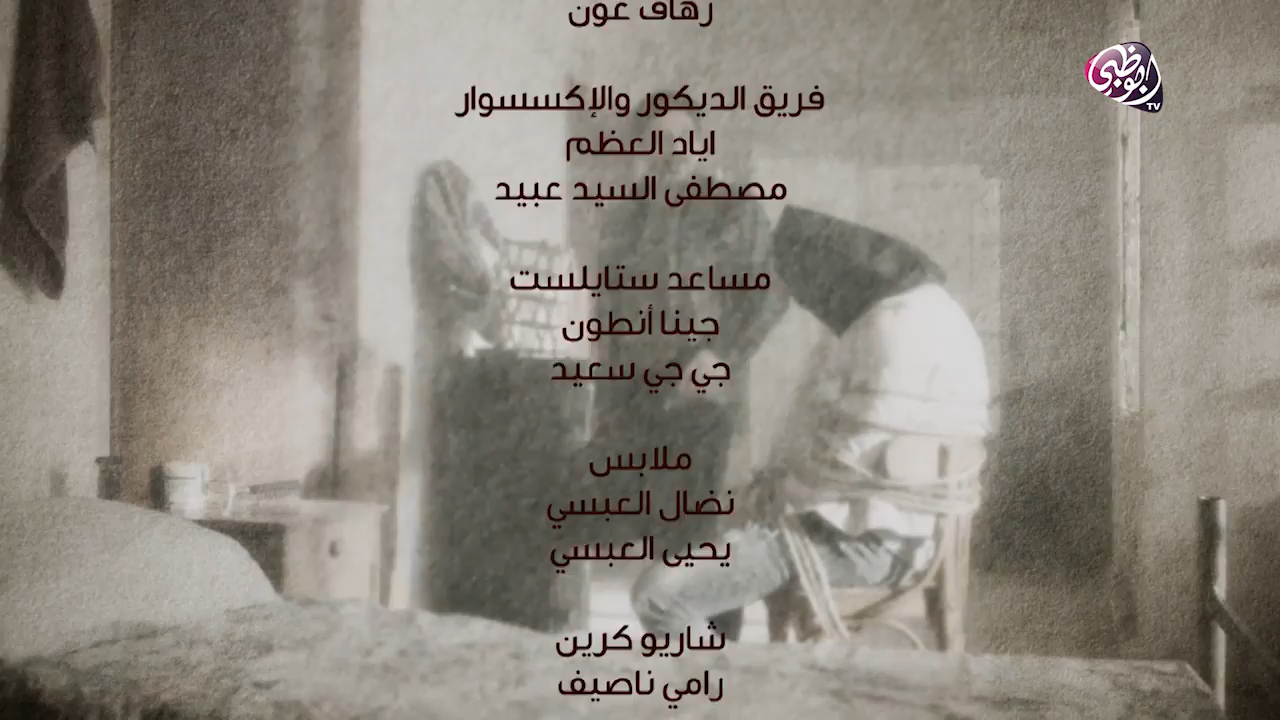 رهاف عون
فريق الديكور والإكسسوار
اياد العظم
مصطفى السيد عبيد
مساعد ستايلست
جينا أنطون
جي جي سعيد
ملابس
نضال العبسي
يحيى العبسي
شاريو كرين
رامي ناصيف
أبوظبي
TV